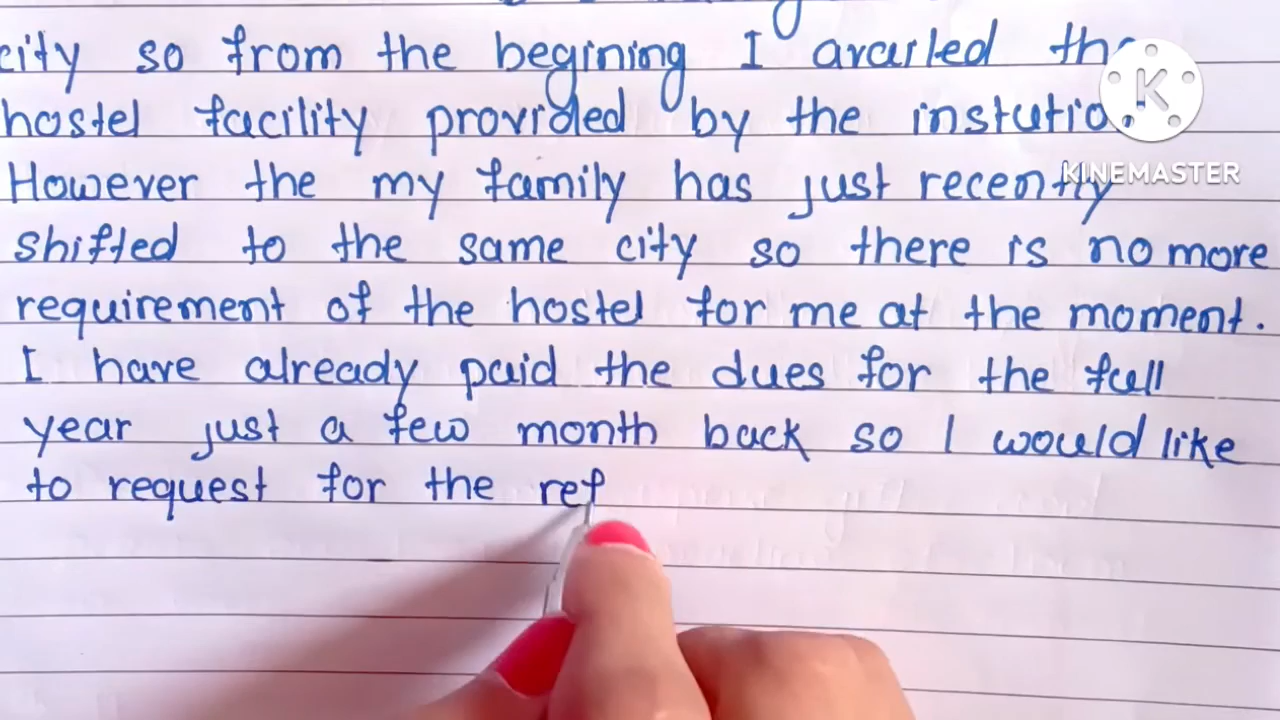 city so from the begining I availed the
hostel facility provided by the instutio
However the my family has just recently
shifted to the same city so there is no more
requirement of the hostel for me at the moment.
I have already paid the dues for the full
year just a few month back so I would like
to request for the ref
K
KINEMASTER